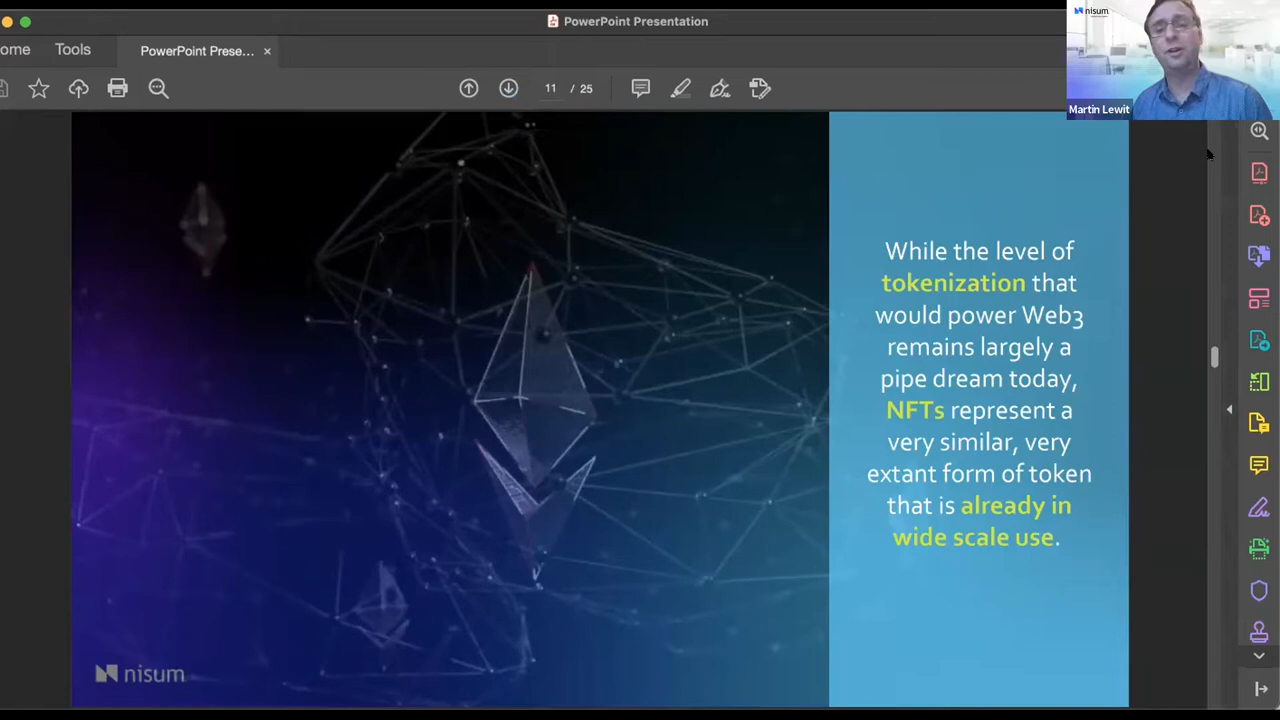 PowerPoint Presentation
nisum
ome
Tools
PowerPoint Prese...
11 / 25
Martin Lewit
While the level of
tokenization that
would power Web3
remains largely a
pipe dream today,
NFTs represent a
very similar, very
extant form of token
that is already in
wide scale use.
nisum